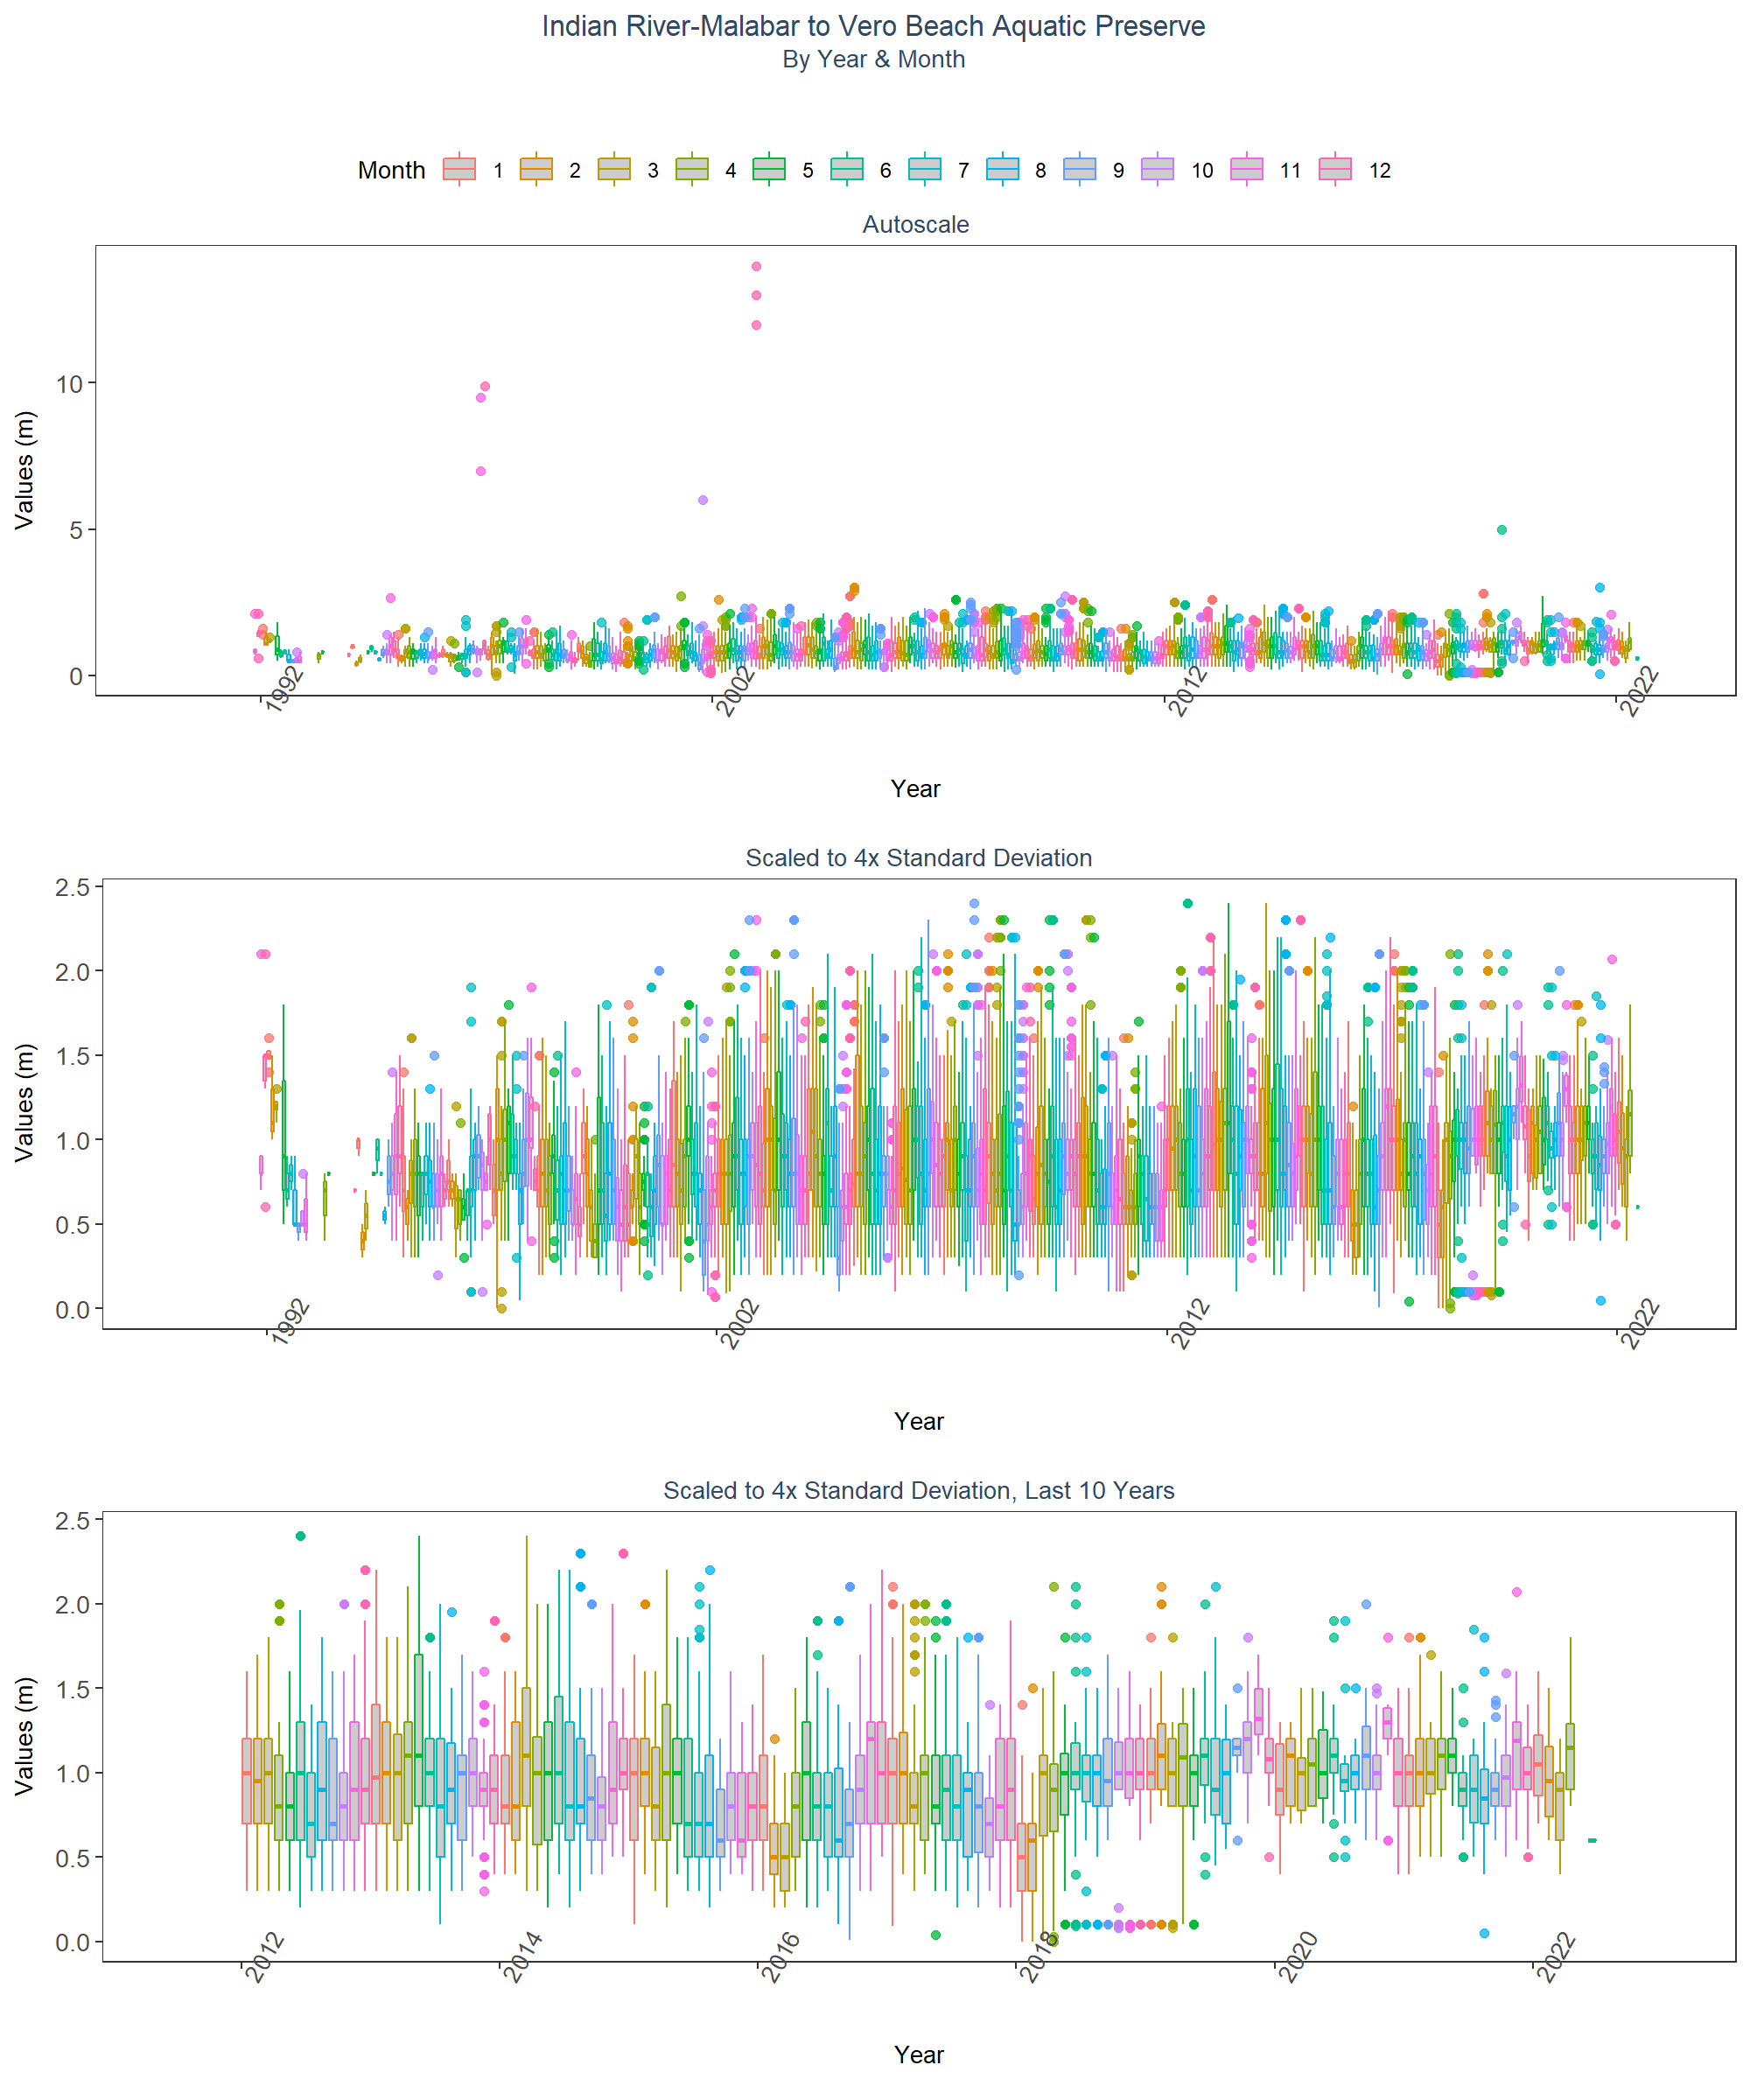 Indian River-Malabar to Vero Beach Aquatic Preserve
By Year & Month
Month 1 2 3 4 5 6 7 8 9 10 11 12
Autoscale
Values (m)
10
5
0
1992 2002 2012 2022
Year
Scaled to 4x Standard Deviation
Values (m)
2.5
2.0
1.5
1.0
0.5
0.0
1992 2002 2012 2022
Year
Scaled to 4x Standard Deviation, Last 10 Years
Values (m)
2.5
2.0
1.5
1.0
0.5
0.0
2012 2014 2016 2018 2020 2022
Year